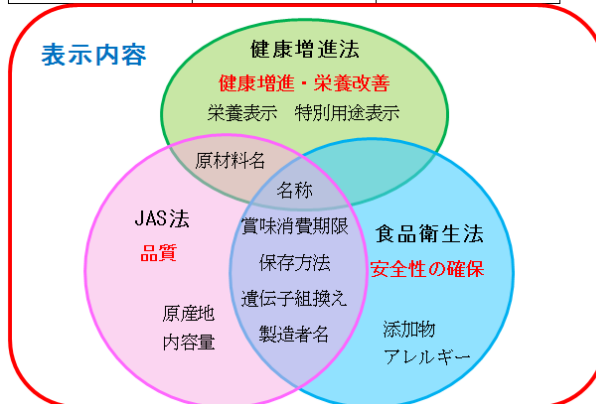 表示内容
健康増進法
健康増進・栄養改善
栄養表示 特別用途表示
原材料名
名称
JAS法
品質
原産地
内容量
賞味消費期限
保存方法
遺伝子組換え
製造者名
食品衛生法
安全性の確保
添加物
アレルギー